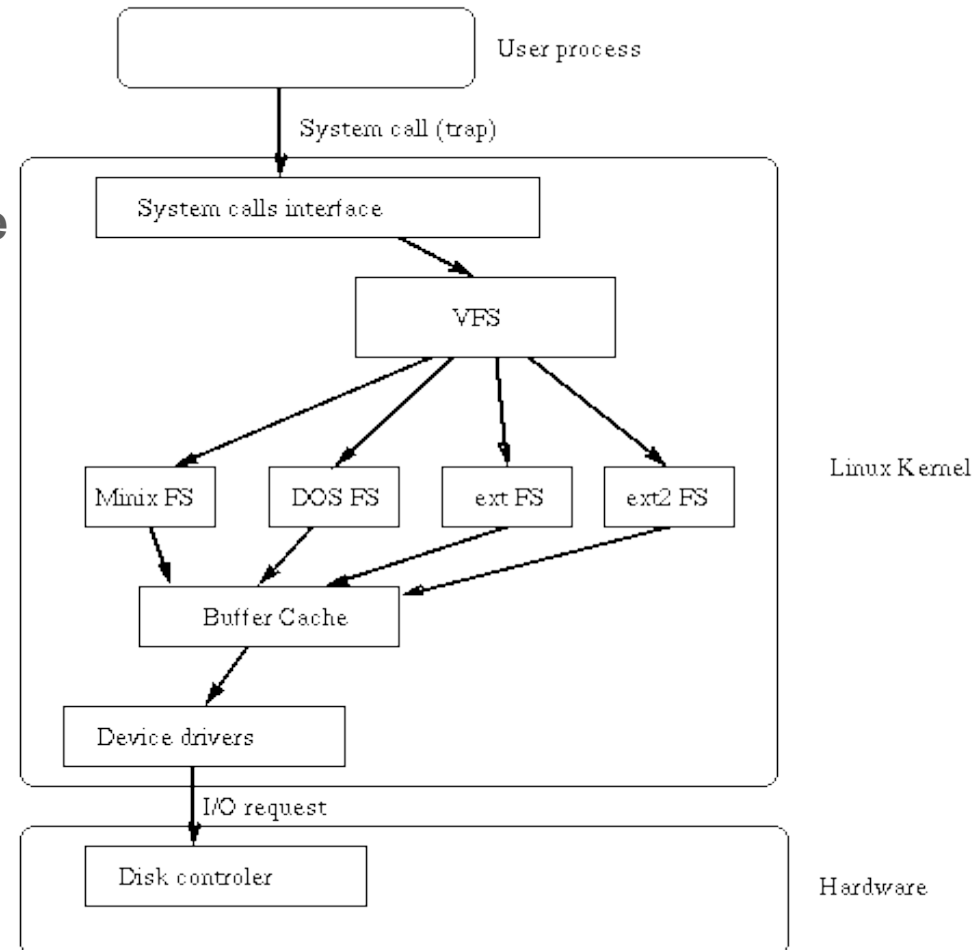 User process
System call (trap)
e
System calls interface
VFS
Minix FS
DOS FS
ext FS
ext2 FS
Linux Kernel
Buffer Cache
Device drivers
I/O request
Disk controler
Hardware